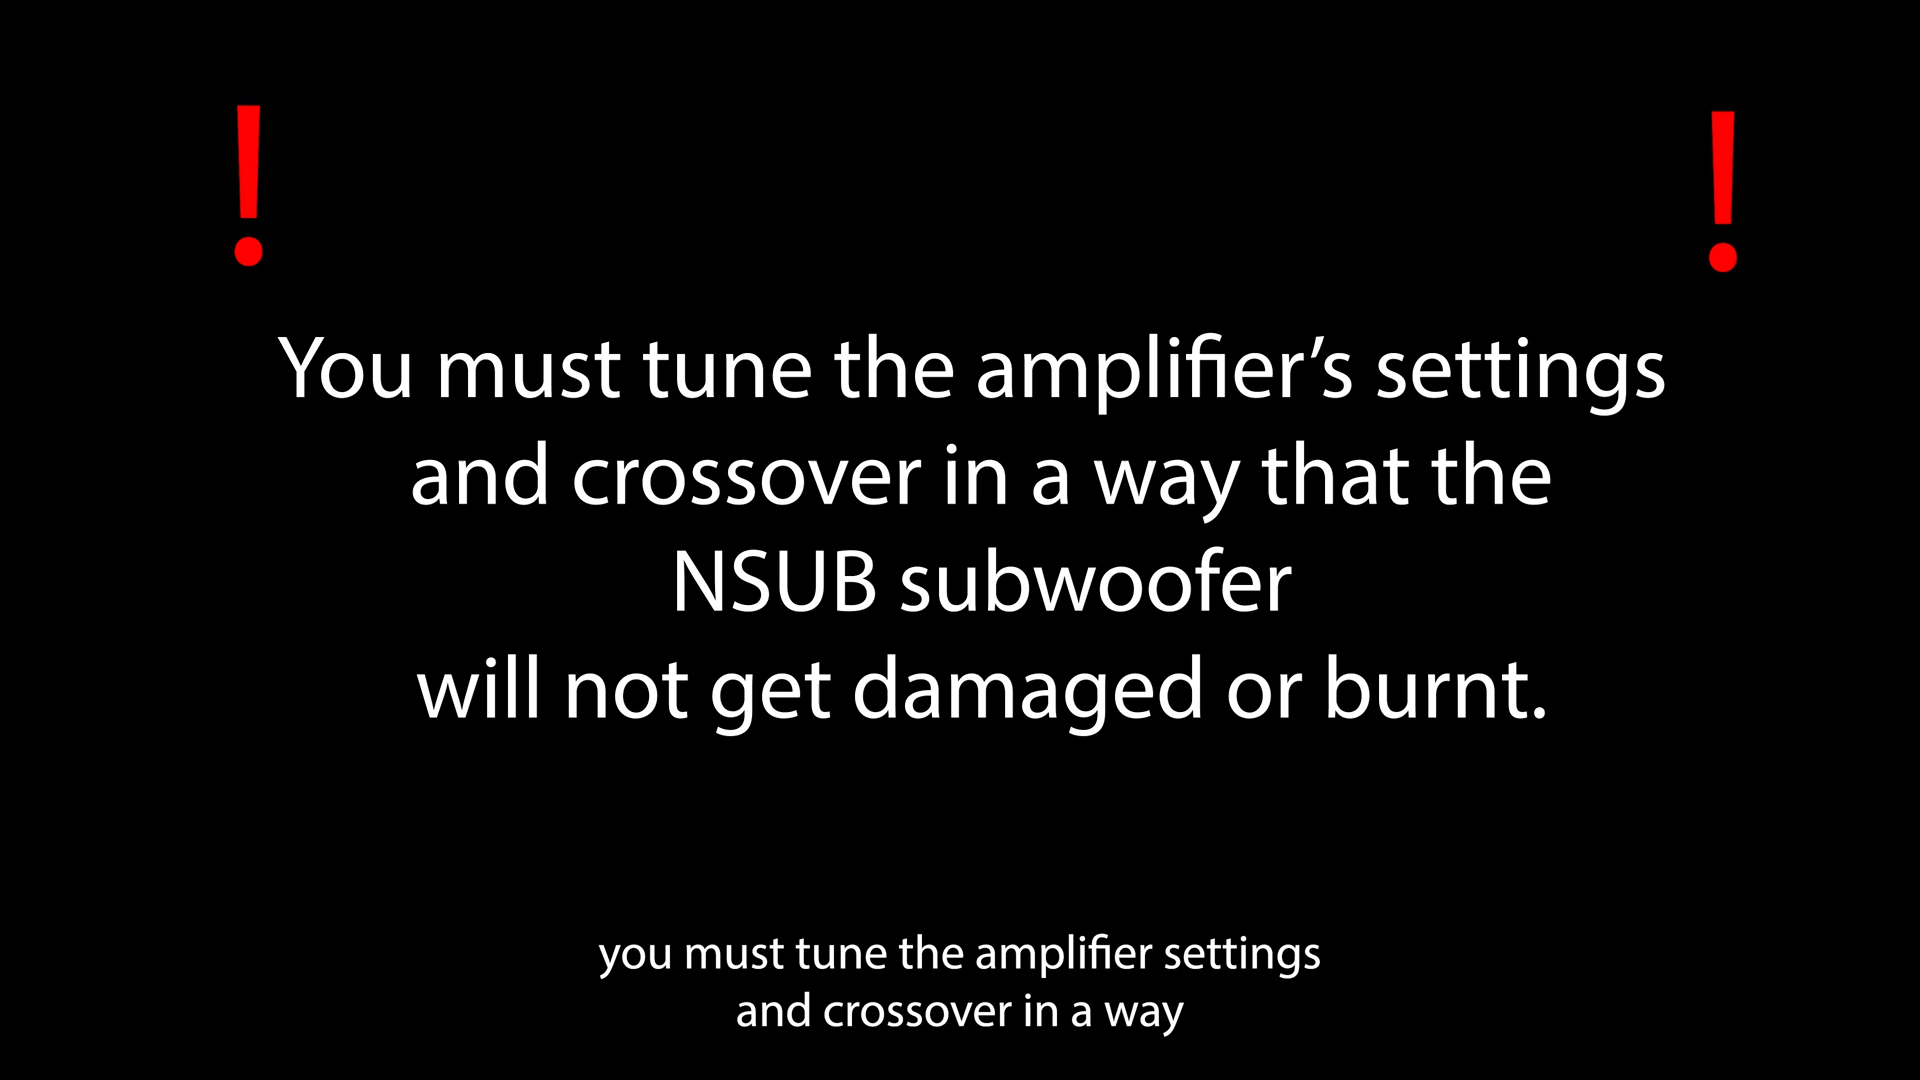 ! !
You must tune the amplifier’s settings
and crossover in a way that the
NSUB subwoofer
will not get damaged or burnt.
you must tune the amplifier settings
and crossover in a way